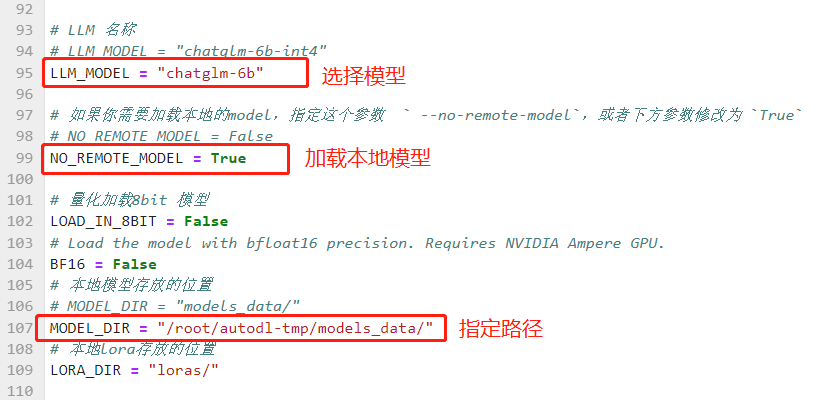 92
93 # LLM 名称
94 # LLM_MODEL = "chatglm-6b-int4"
95 LLM_MODEL = "chatglm-6b" 选择模型
96
97 # 如果你需要加载本地的model，指定这个参数  ` --no-remote-model`，或者下方参数修改为 `True`
98 # NO_REMOTE_MODEL = False
99 NO_REMOTE_MODEL = True 加载本地模型
100
101 # 量化加载8bit 模型
102 LOAD_IN_8BIT = False
103 # Load the model with bfloat16 precision. Requires NVIDIA Ampere GPU.
104 BF16 = False
105 # 本地模型存放的位置
106 # MODEL_DIR = "models_data/"
107 MODEL_DIR = "/root/autodl-tmp/models_data/" 指定路径
108 # 本地lora存放的位置
109 LORA_DIR = "loras/"
110